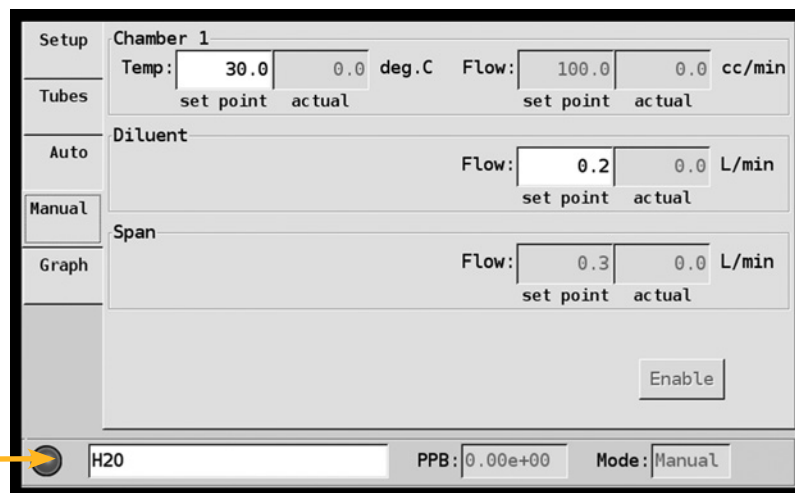 Setup
Tubes
Auto
Manual
Graph
Chamber 1
Temp: 30.0 0.0 deg.C Flow: 100.0 0.0 cc/min
set point actual set point actual
Diluent
Flow: 0.2 0.0 L/min
set point actual
Span
Flow: 0.3 0.0 L/min
set point actual
Enable
H2O PPB: 0.00e+00 Mode: Manual